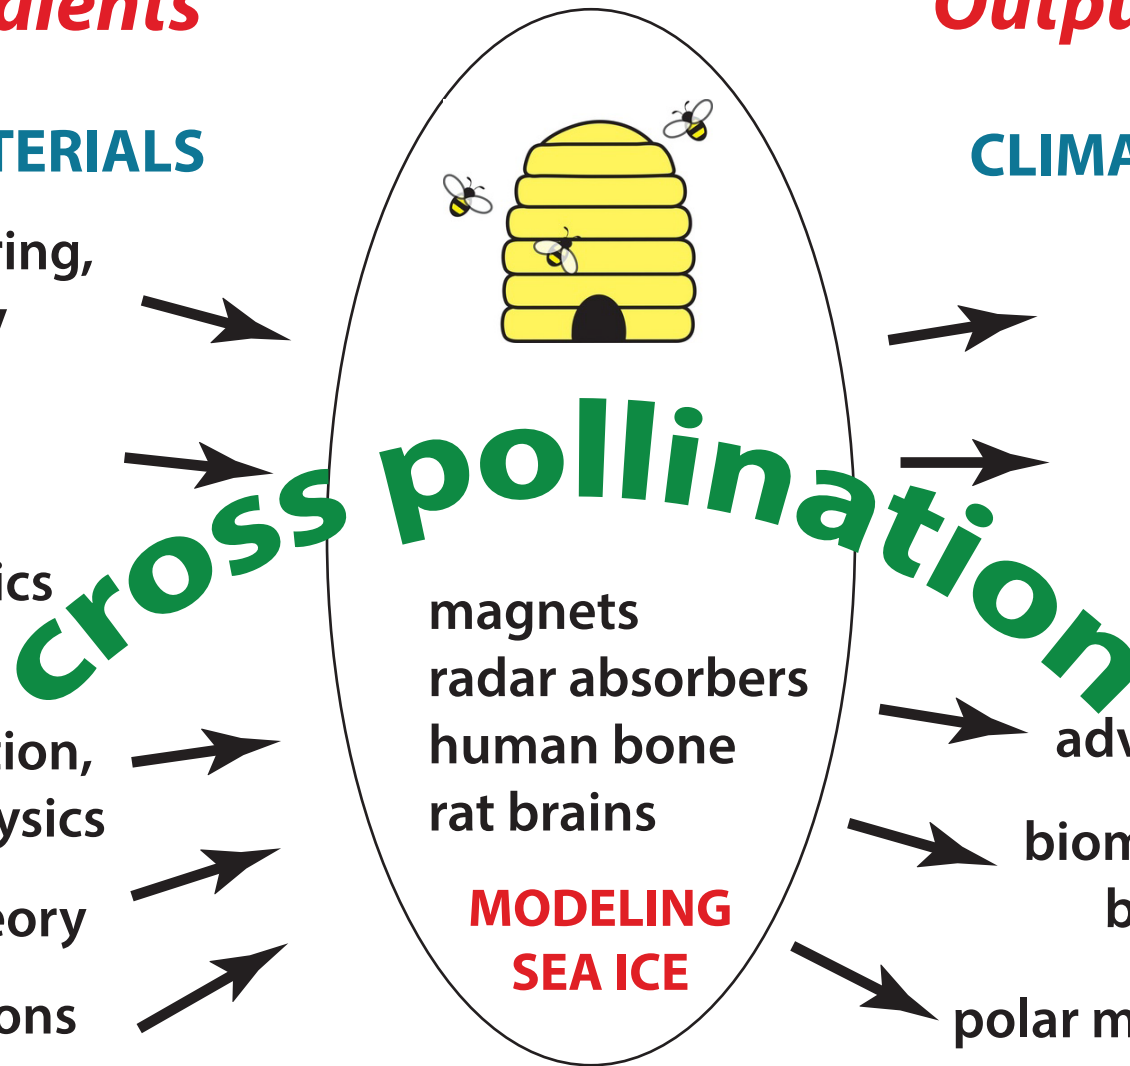 dients
Outpu
TERIALS
CLIMA
ring,
cross pollination
ics
magnets
radar absorbers
human bone
rat brains
tion,
ysics
eory
ons
adv
biom
b
polar m
MODELING
SEA ICE